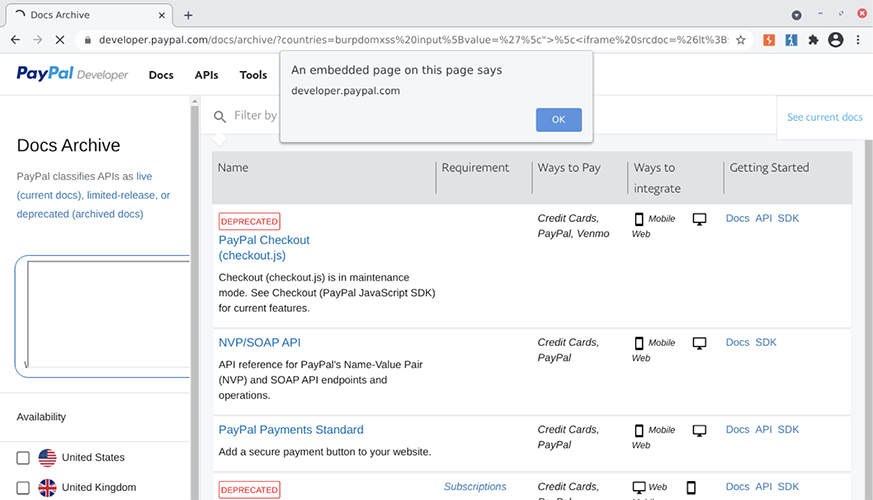 Docs Archive
developer.paypal.com/docs/archive/?countries=burpdomxss%20input%5Bvalue=%27%5c">%5c<iframe%20srcdoc=%26lt%3B
PayPal Developer
Docs
APIs
Tools
An embedded page on this page says
developer.paypal.com
OK
Filter by
See current docs
Docs Archive
PayPal classifies APIs as live
(current docs), limited-release, or
deprecated (archived docs)
\
Availability
United States
United Kingdom
Name
Requirement
Ways to Pay
Ways to
integrate
Getting Started
DEPRECATED
PayPal Checkout
(checkout.js)
Checkout (checkout.js) is in maintenance
mode. See Checkout (PayPal JavaScript SDK)
for current features.
Credit Cards,
PayPal, Venmo
Mobile
Web
Docs API SDK
NVP/SOAP API
API reference for PayPal's Name-Value Pair
(NVP) and SOAP API endpoints and
operations.
Credit Cards,
PayPal
Mobile
Web
Docs SDK
PayPal Payments Standard
Add a secure payment button to your website.
Credit Cards,
PayPal
Mobile
Web
Docs API SDK
DEPRECATED
Subscriptions
Credit Cards,
Web
Docs API SDK